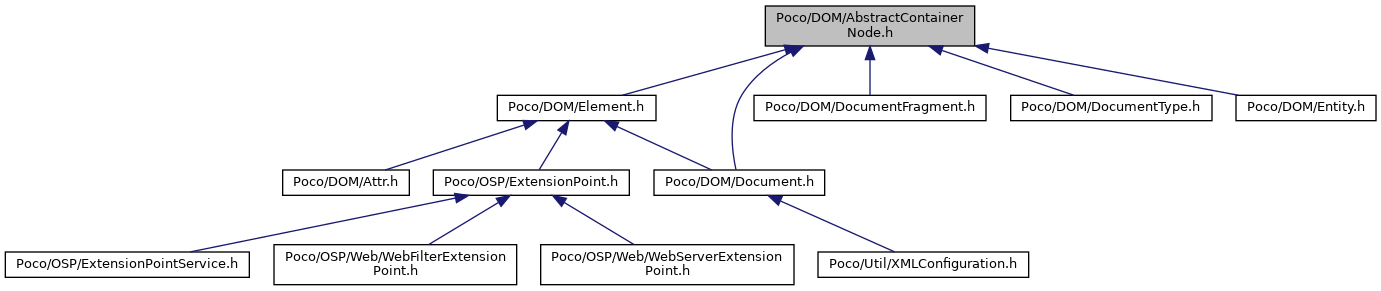 Poco/DOM/AbstractContainer
Node.h
Poco/DOM/Element.h
Poco/DOM/DocumentFragment.h
Poco/DOM/DocumentType.h
Poco/DOM/Entity.h
Poco/DOM/Attr.h
Poco/OSP/ExtensionPoint.h
Poco/DOM/Document.h
Poco/OSP/ExtensionPointService.h
Poco/OSP/Web/WebFilterExtension
Point.h
Poco/OSP/Web/WebServerExtension
Point.h
Poco/Util/XMLConfiguration.h